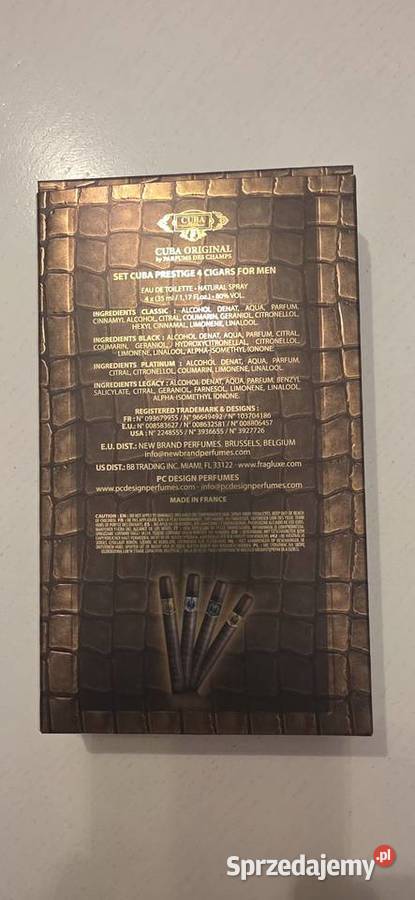 CUBA
CUBA ORIGINAL
by PARFUMS DES CHAMPS
SET CUBA PRESTIGE 4 CIGARS FOR MEN
EAU DE TOILETTE - NATURAL SPRAY
4 x (35 ml / 1,17 Fl.oz.) - 80% VOL.
INGREDIENTS CLASSIC : ALCOHOL DENAT, AQUA, PARFUM,
CINNAMYL ALCOHOL, CITRAL, COUMARIN, GERANIOL, CITRONELLOL,
HEXYL CINNAMAL, LIMONENE, LINALOOL.
INGREDIENTS BLACK : ALCOHOL DENAT, AQUA, PARFUM, CITRAL,
COUMARIN, GERANIOL, HYDROXYCITRONELLAL, CITRONELLOL,
LIMONENE, LINALOOL, ALPHA-ISOMETHYL-IONONE.
INGREDIENTS PLATINUM : ALCOHOL DENAT, AQUA, PARFUM,
CITRAL, CITRONELLOL, COUMARIN, LIMONENE, LINALOOL.
INGREDIENTS LEGACY : ALCOHOL DENAT, AQUA, PARFUM, BENZYL
SALICYLATE, CITRAL, GERANIOL, FARNESOL, LIMONENE, LINALOOL,
ALPHA-ISOMETHYL IONONE.
REGISTERED TRADEMARK & DESIGNS :
FR : N° 093679955 / N° 96649492 / N° 103704186
E.U. : N° 008583627 / N° 008632581 / N° 008806457
USA : N° 2248555 / N° 3936655 / N° 3927726
E.U. DIST.: NEW BRAND PERFUMES, BRUSSELS, BELGIUM
info@newbrandperfumes.com
US DIST.: BB TRADING INC. MIAMI, FL 33122 - www.fragluxe.com
PC DESIGN PERFUMES
www.pcdesignperfumes.com - info@pcdesignperfumes.com
MADE IN FRANCE
Sprzedajemy.pl